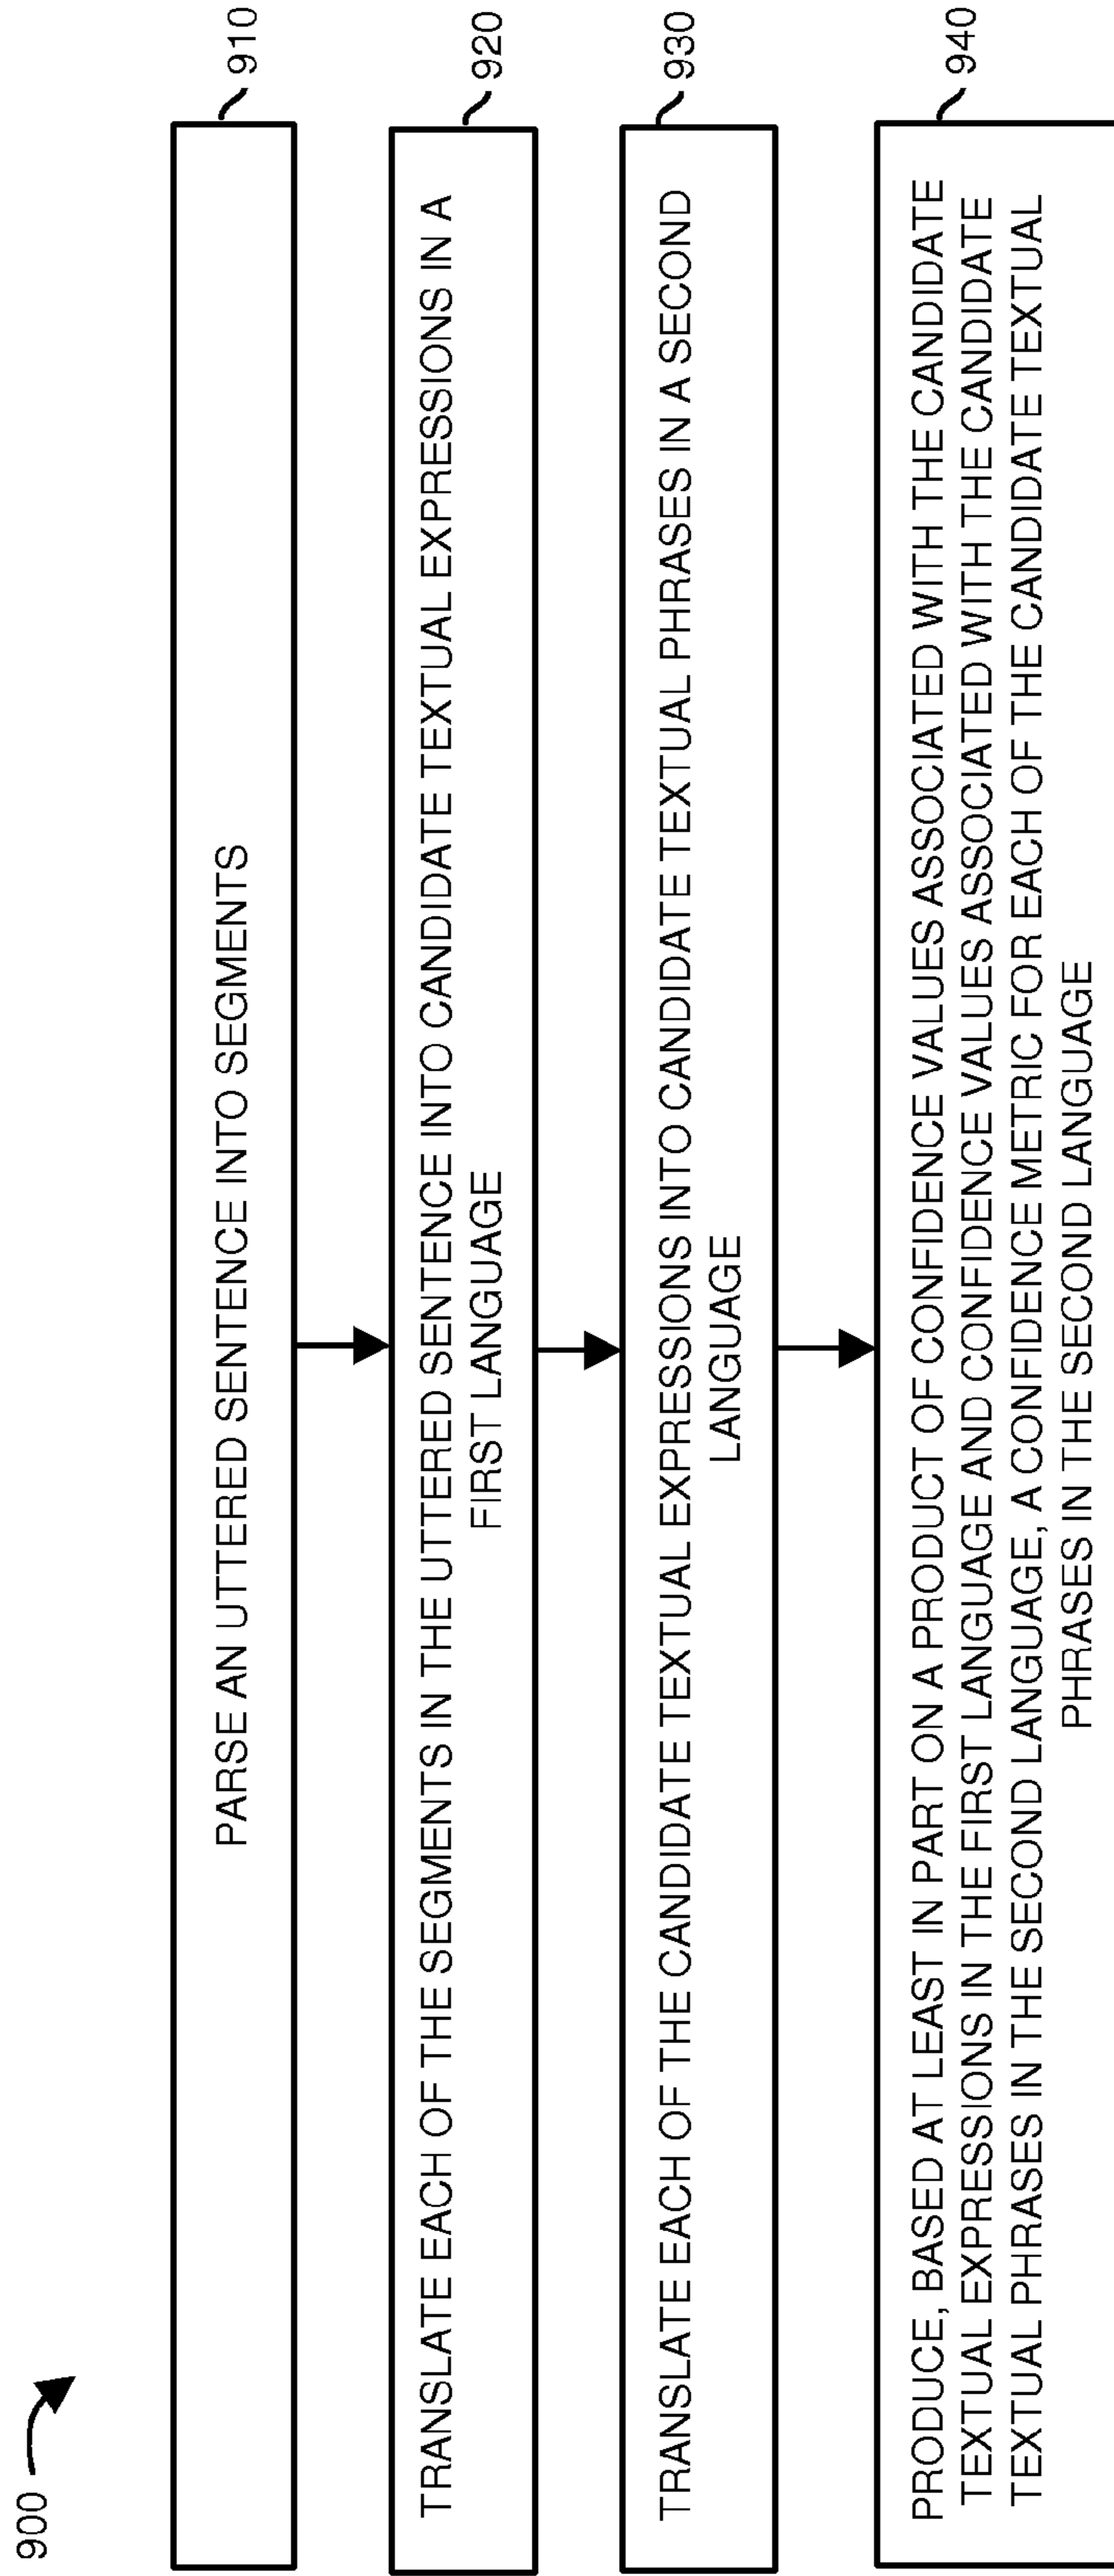 900
PARSE AN UTTERED SENTENCE INTO SEGMENTS
910
TRANSLATE EACH OF THE SEGMENTS IN THE UTTERED SENTENCE INTO CANDIDATE TEXTUAL EXPRESSIONS IN A
FIRST LANGUAGE
920
TRANSLATE EACH OF THE CANDIDATE TEXTUAL EXPRESSIONS INTO CANDIDATE TEXTUAL PHRASES IN A SECOND
LANGUAGE
930
PRODUCE, BASED AT LEAST IN PART ON A PRODUCT OF CONFIDENCE VALUES ASSOCIATED WITH THE CANDIDATE
TEXTUAL EXPRESSIONS IN THE FIRST LANGUAGE AND CONFIDENCE VALUES ASSOCIATED WITH THE CANDIDATE
TEXTUAL PHRASES IN THE SECOND LANGUAGE, A CONFIDENCE METRIC FOR EACH OF THE CANDIDATE TEXTUAL
PHRASES IN THE SECOND LANGUAGE
940